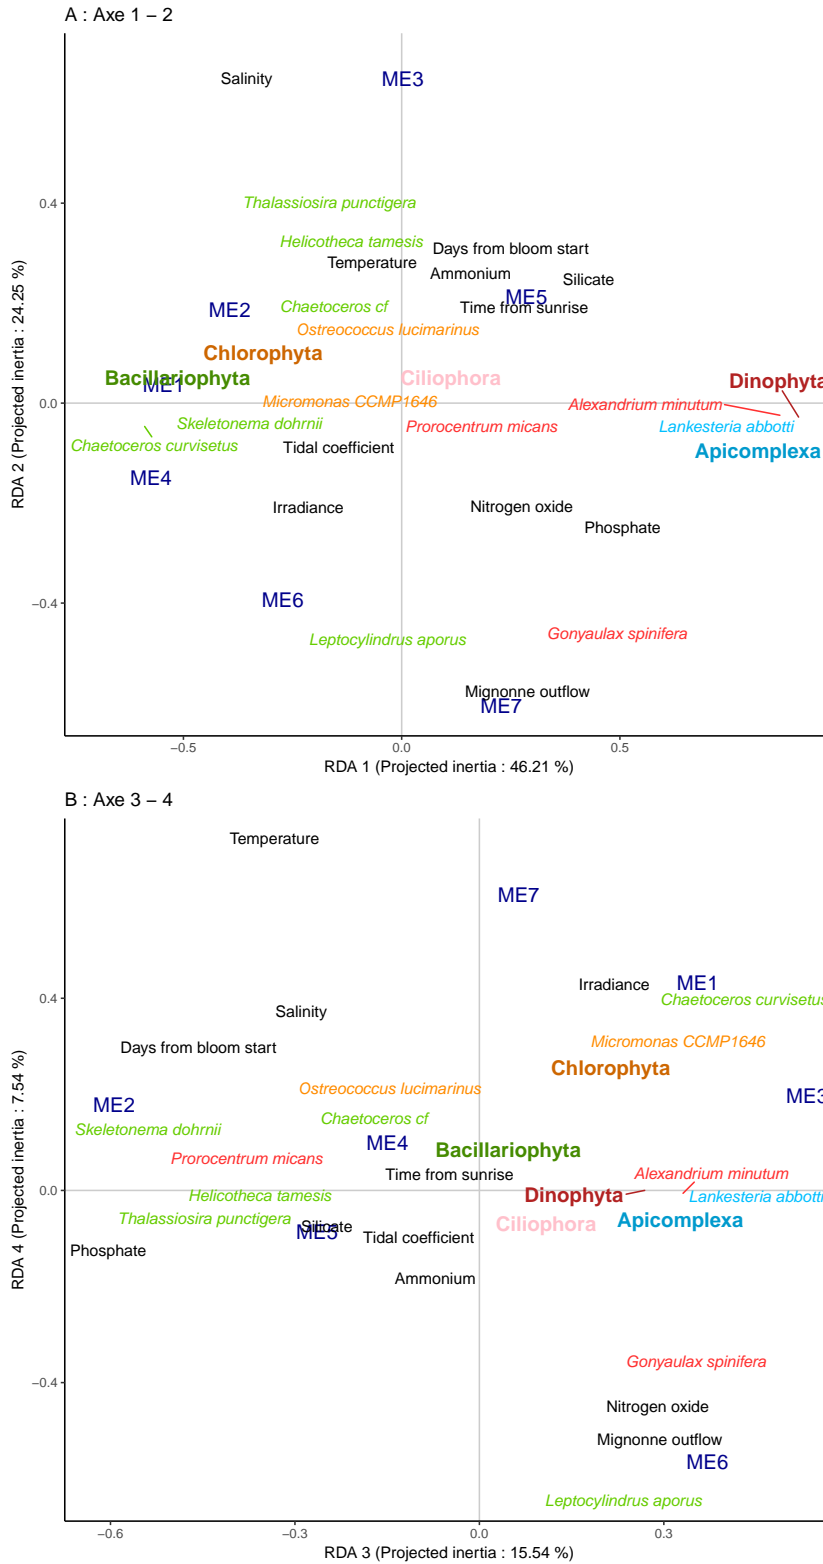 A : Axe 1 − 2
Salinity
ME3
0.4
Thalassiosira punctigera
Helicotheca tamesis
Days from bloom start
Temperature
Ammonium
Silicate
ME5
Time from sunrise
ME2
Chaetoceros cf
Ostreococcus lucimarinus
Chlorophyta
Bacillariophyta
ME1
Ciliophora
Dinophyta
0.0
Micromonas CCMP1646
Alexandrium minutum
Skeletonema dohrnii
Prorocentrum micans
Lankesteria abbotti
Chaetoceros curvisetus
Tidal coefficient
Apicomplexa
ME4
Irradiance
Nitrogen oxide
Phosphate
−0.4
ME6
Leptocylindrus aporus
Gonyaulax spinifera
Mignonne outflow
ME7
−0.5
0.0
0.5
RDA 1 (Projected inertia : 46.21 %)
RDA 2 (Projected inertia : 24.25 %)
B : Axe 3 − 4
Temperature
ME7
0.4
Irradiance
ME1
Chaetoceros curvisetus
Salinity
Days from bloom start
Micromonas CCMP1646
Chlorophyta
Ostreococcus lucimarinus
ME3
ME2
Chaetoceros cf
Skeletonema dohrnii
ME4
Bacillariophyta
Prorocentrum micans
Time from sunrise
Alexandrium minutum
0.0
Helicotheca tamesis
Dinophyta
Lankesteria abbotti
Thalassiosira punctigera
Silicate
ME5
Ciliophora
Apicomplexa
Phosphate
Tidal coefficient
Ammonium
Gonyaulax spinifera
−0.4
Nitrogen oxide
Mignonne outflow
ME6
Leptocylindrus aporus
−0.6
−0.3
0.0
0.3
RDA 3 (Projected inertia : 15.54 %)
RDA 4 (Projected inertia : 7.54 %)